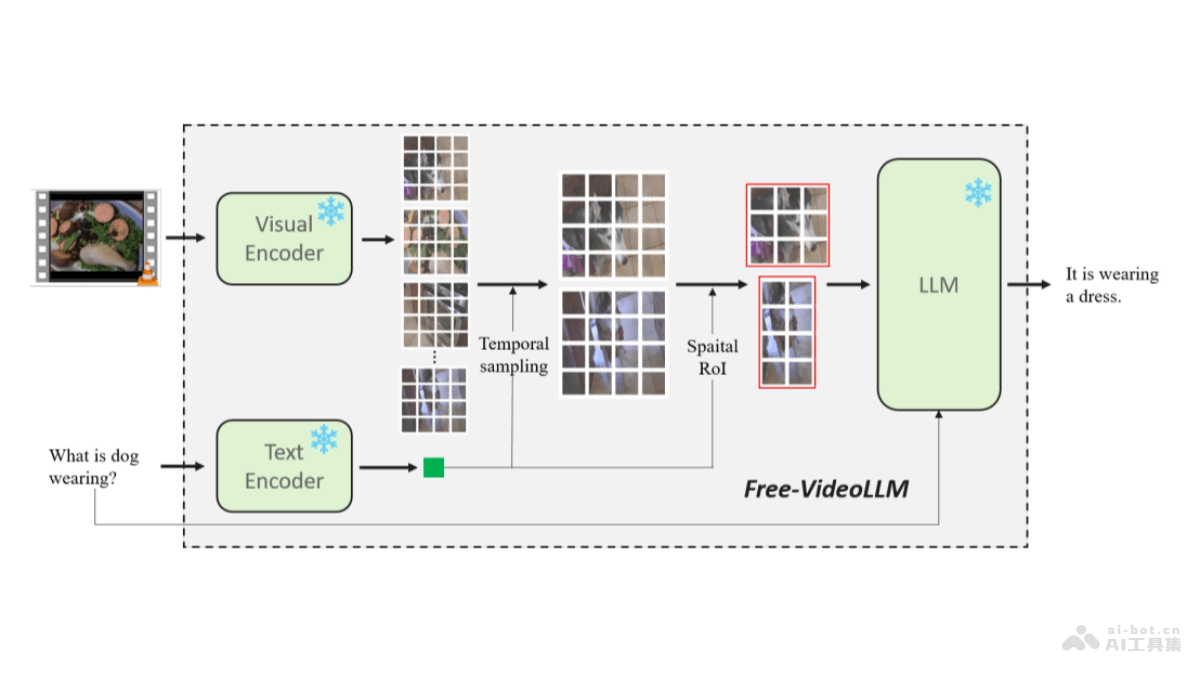 Visual
Encoder
Temporal
sampling
Spaital
RoI
LLM
It is wearing
a dress.
What is dog
wearing?
Text
Encoder
Free-VideoLLM
ai-bot.cn
AI工具集